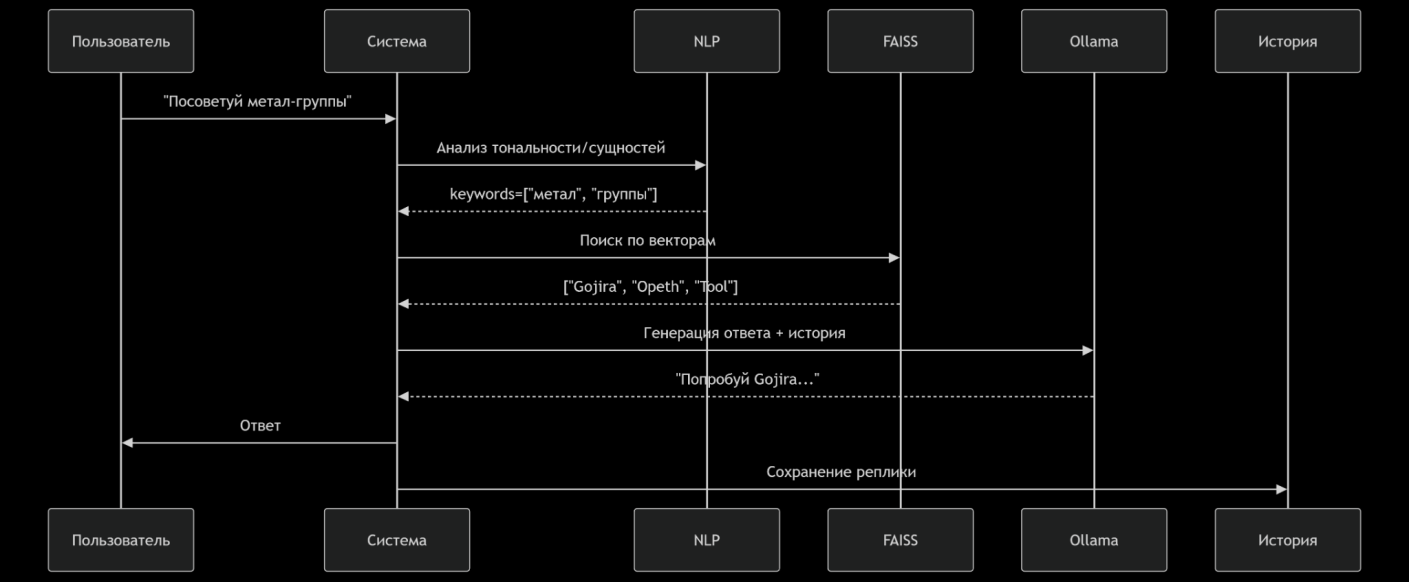 Пользователь
Система
NLP
FAISS
Ollama
История
"Посоветуй метал-группы"
Анализ тональности/сущностей
keywords=["метал", "группы"]
Поиск по векторам
["Gojira", "Opeth", "Tool"]
Генерация ответа + история
"Попробуй Gojira..."
Ответ
Сохранение реплики
Пользователь
Система
NLP
FAISS
Ollama
История